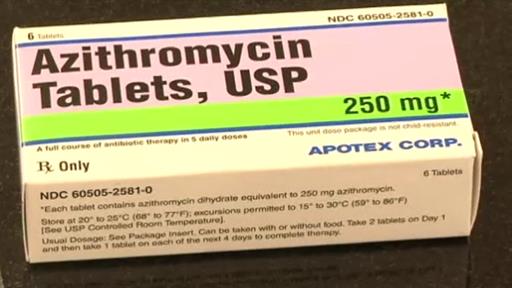 6 Tablets
NDC 60505-2581-0
Azithromycin
Tablets, USP
250 mg*
A full course of antibiotic therapy in 5 daily doses
This unit dose package is not child-resistant.
Rx Only
APOTEX CORP.
6 Tablets
NDC 60505-2581-0
*Each tablet contains azithromycin dihydrate equivalent to 250 mg azithromycin.
Store at 20° to 25°C (68° to 77°F); excursions permitted to 15° to 30°C (59° to 86°F)
[See USP Controlled Room Temperature].
Usual Dosage: See Package Insert. Can be taken with or without food. Take 2 tablets on Day 1
and then take 1 tablet on each of the next 4 days to complete therapy.